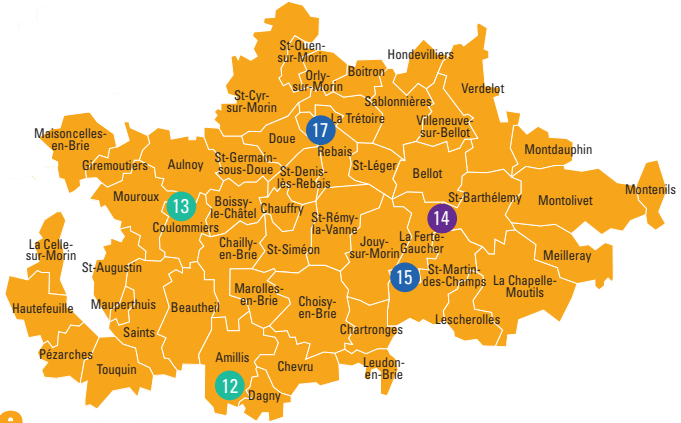 St-Ouen-
sur-Morin
Orly-
sur-Morin
Boitron
Hondevilliers
Verdelot
St-Cyr-
sur-Morin
Sablonnières
La Trétoire
Villeneuve-
sur-Bellot
17
Rebais
Doue
Maisoncelles-
en-Brie
Giremoutiers
Aulnoy
St-Germain-
sous-Doue
St-Denis-
lès-Rebais
St-Léger
Bellot
Montdauphin
Montenils
Montolivet
St-Barthélemy
Mouroux
13
Coulommiers
Boissy-
le-Châtel
Chauffry
St-Rémy-
la-Vanne
14
La Ferté-
Gaucher
Jouy-
sur-Morin
La Celle-
sur-Morin
St-Augustin
Chailly-
en-Brie
St-Siméon
15
St-Martin-
des-Champs
Meilleray
La Chapelle-
Moutils
Hautefeuille
Mauperthuis
Beautheil
Marolles-
en-Brie
Choisy-
en-Brie
Chartronges
Lescherolles
Saints
Pézarches
Touquin
Amillis
12
Dagny
Chevru
Leudon-
en-Brie
e